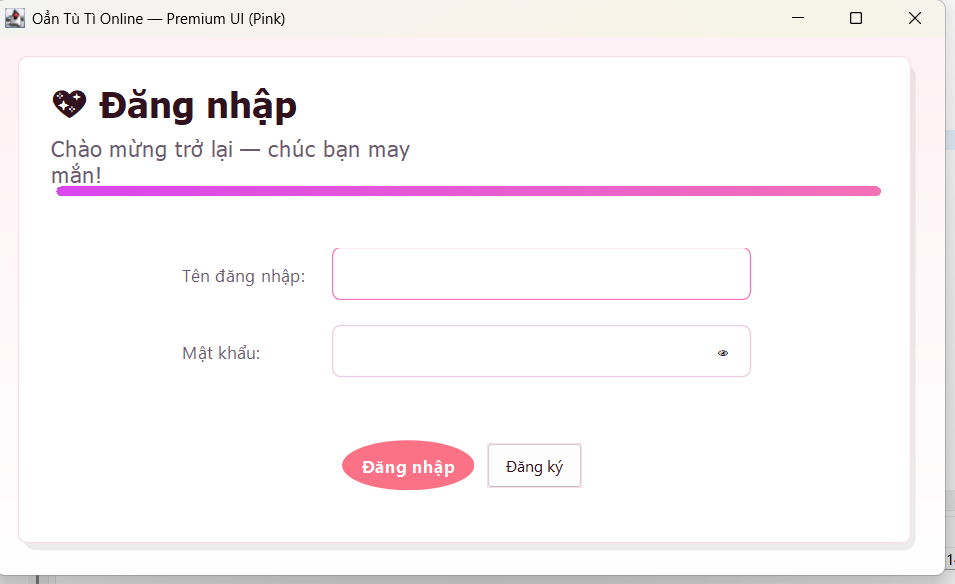 Oẳn Tù Tì Online — Premium UI (Pink)
Đăng nhập
Chào mừng trở lại — chúc bạn may
mắn!
Tên đăng nhập:
Mật khẩu:
Đăng nhập
Đăng ký